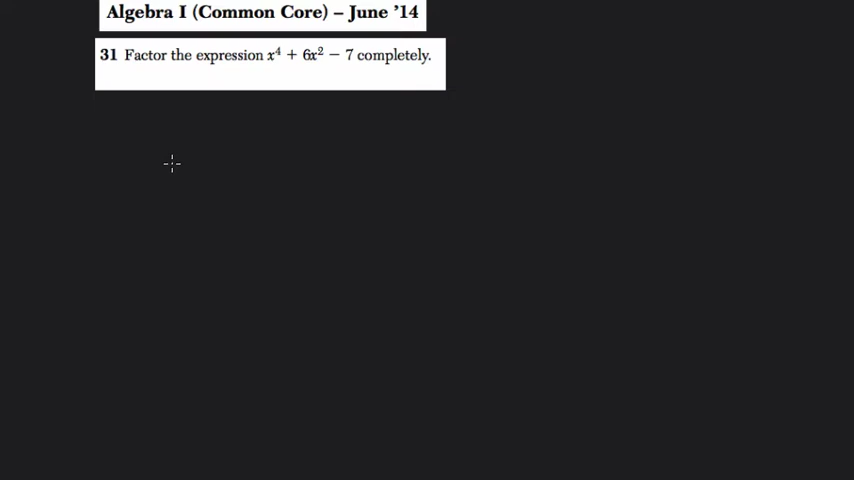 Algebra I (Common Core) – June ’14
31 Factor the expression x⁴ + 6x² − 7 completely.